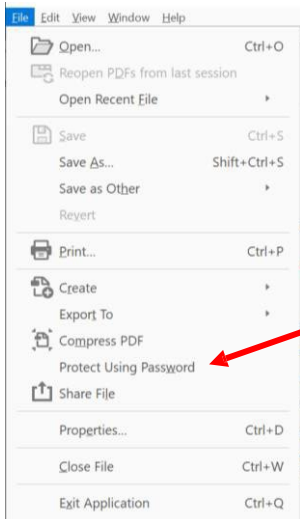 File Edit View Window Help
Open... Ctrl+O
Reopen PDFs from last session
Open Recent File
Save Ctrl+S
Save As... Shift+Ctrl+S
Save as Other
Revert
Print... Ctrl+P
Create
Export To
Compress PDF
Protect Using Password
Share File
Properties... Ctrl+D
Close File Ctrl+W
Exit Application Ctrl+Q